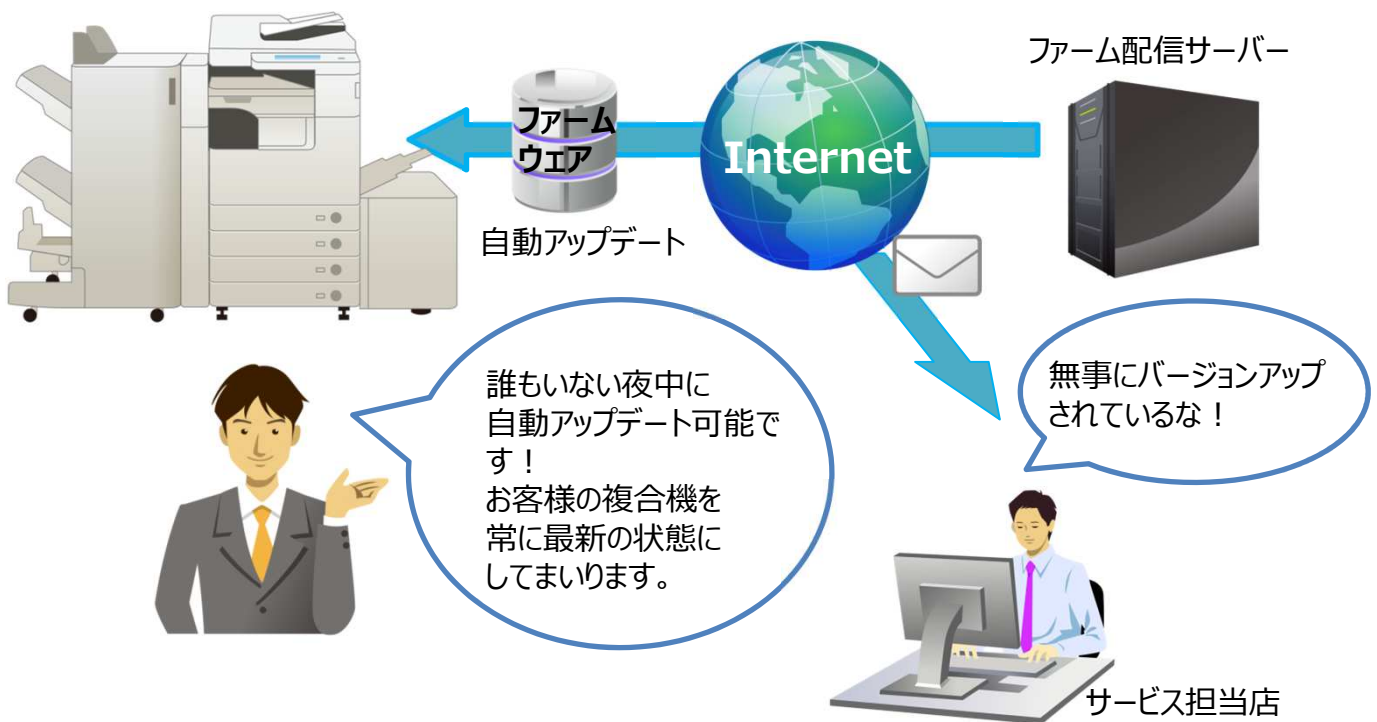 ファーム配信サーバー
ファーム
ウェア
Internet
自動アップデート
誰もいない夜中に
自動アップデート可能で
す！
お客様の複合機を
常に最新の状態に
してまいります。
無事にバージョンアップ
されているな！
サービス担当店